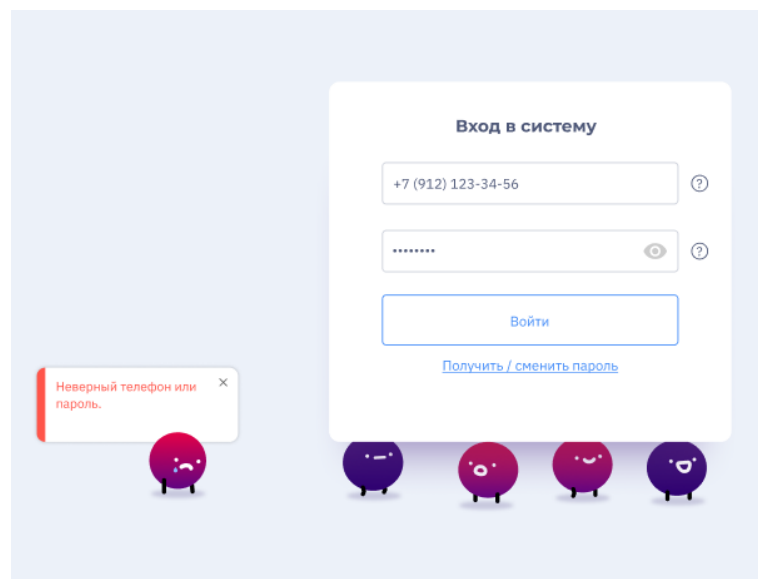 Вход в систему
+7 (912) 123-34-56
?
••••••••
?
Войти
Получить / сменить пароль
Неверный телефон или
пароль.